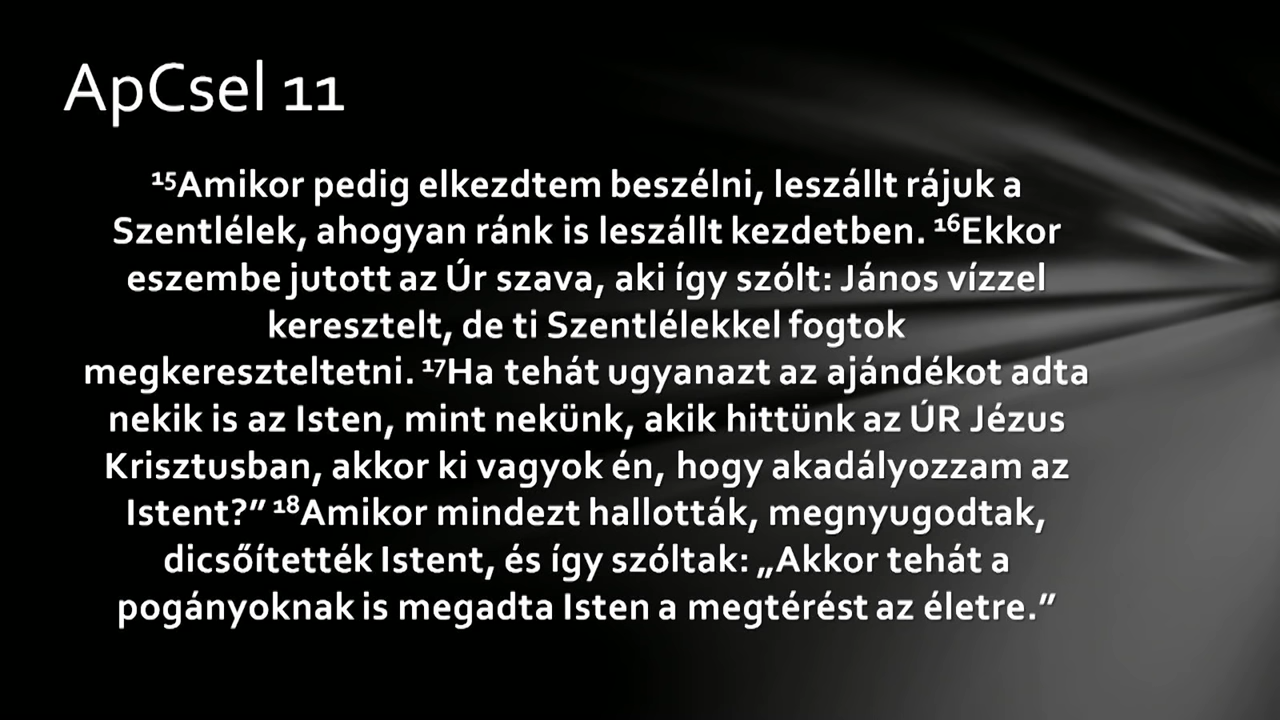 ApCsel 11
¹⁵Amikor pedig elkezdtem beszélni, leszállt rájuk a
Szentlélek, ahogyan ránk is leszállt kezdetben. ¹⁶Ekkor
eszembe jutott az Úr szava, aki így szólt: János vízzel
keresztelt, de ti Szentlélekkel fogtok
megkereszteltetni. ¹⁷Ha tehát ugyanazt az ajándékot adta
nekik is az Isten, mint nekünk, akik hittünk az ÚR Jézus
Krisztusban, akkor ki vagyok én, hogy akadályozzam az
Istent?” ¹⁸Amikor mindezt hallották, megnyugodtak,
dicsőítették Istent, és így szóltak: „Akkor tehát a
pogányoknak is megadta Isten a megtérést az életre.”